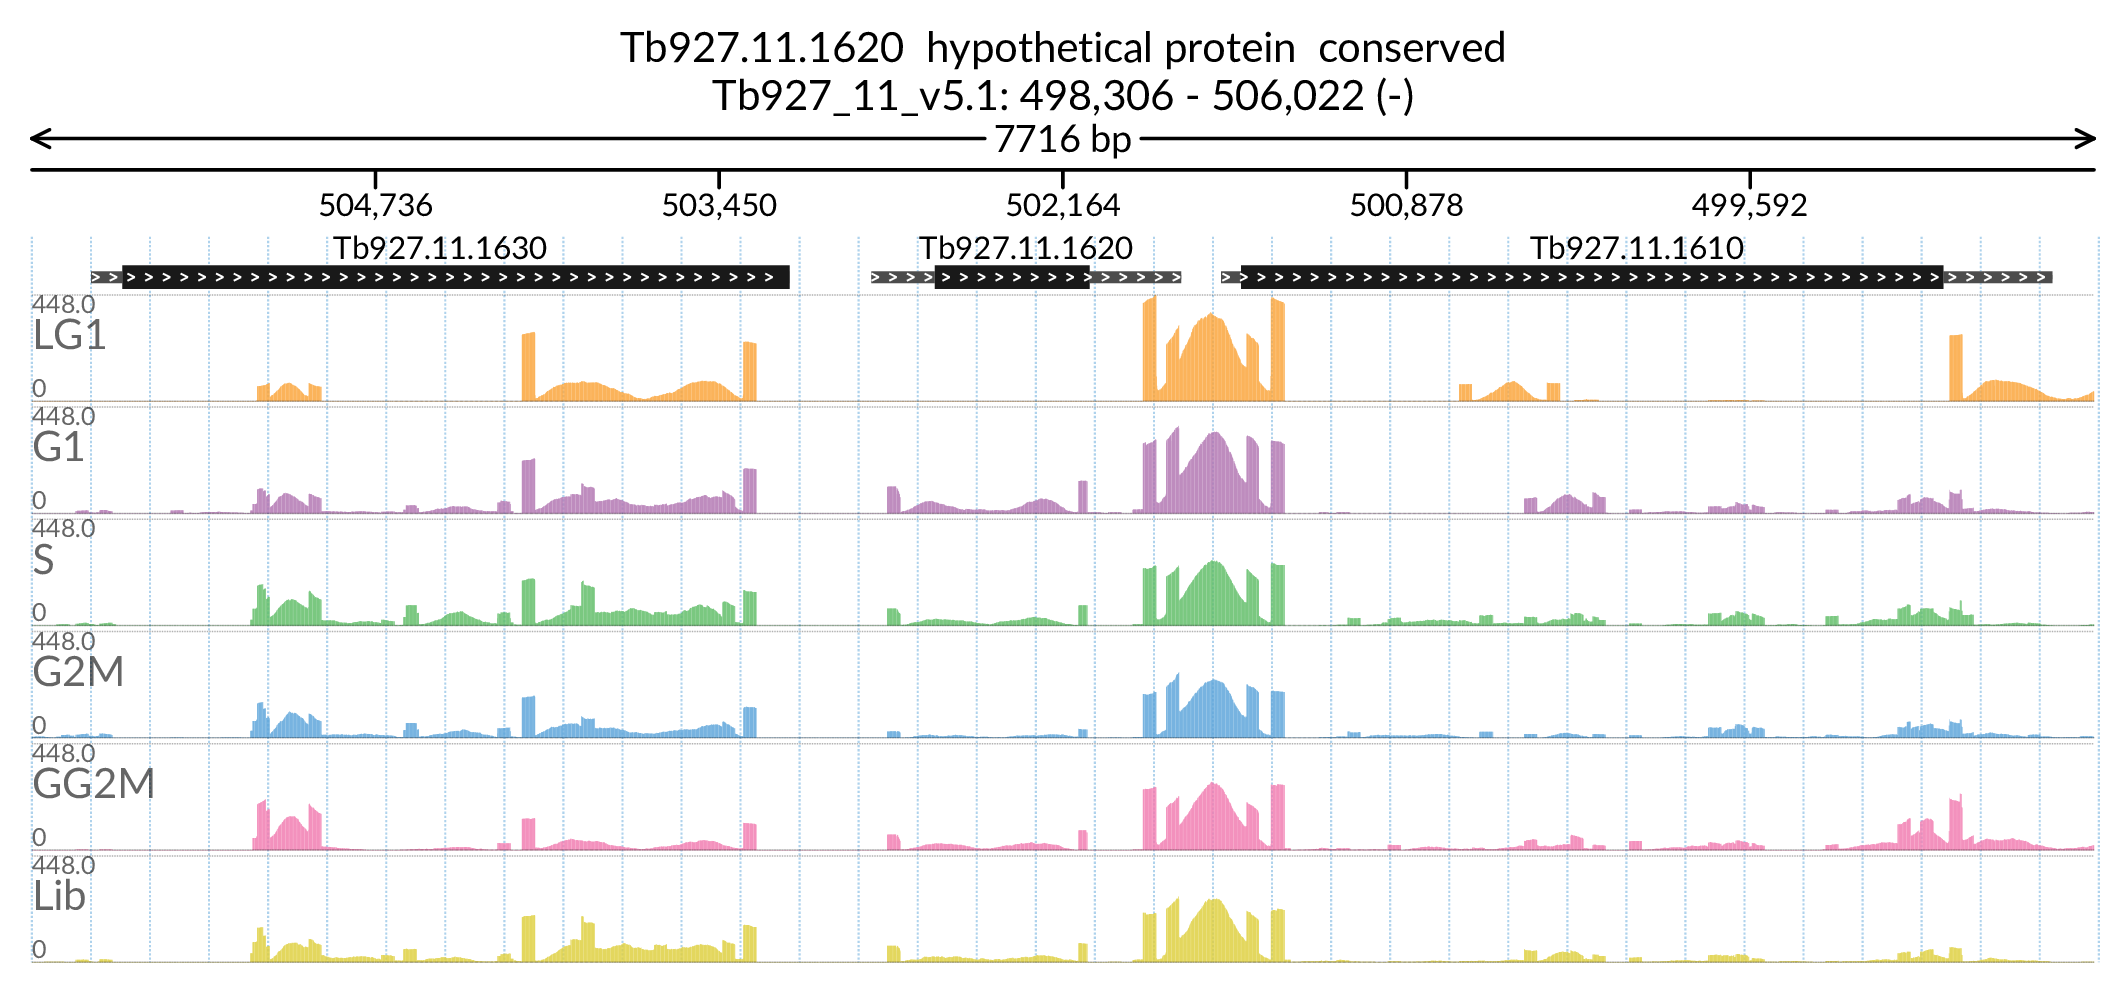 Tb927.11.1620 hypothetical protein conserved
Tb927_11_v5.1: 498,306 - 506,022 (-)
7716 bp
504,736 503,450 502,164 500,878 499,592
Tb927.11.1630 Tb927.11.1620 Tb927.11.1610
448.0
LG1
0
448.0
G1
0
448.0
S
0
448.0
G2M
0
448.0
GG2M
0
448.0
Lib
0